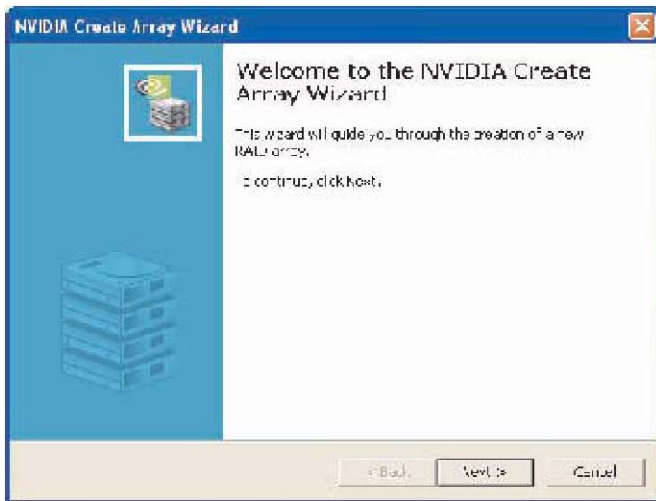 NVIDIA Create Array Wizard
Welcome to the NVIDIA Create
Array Wizard
This wizard will guide you through the creation of a new
RAID array.
To continue, click Next.
< Back
Next >
Cancel